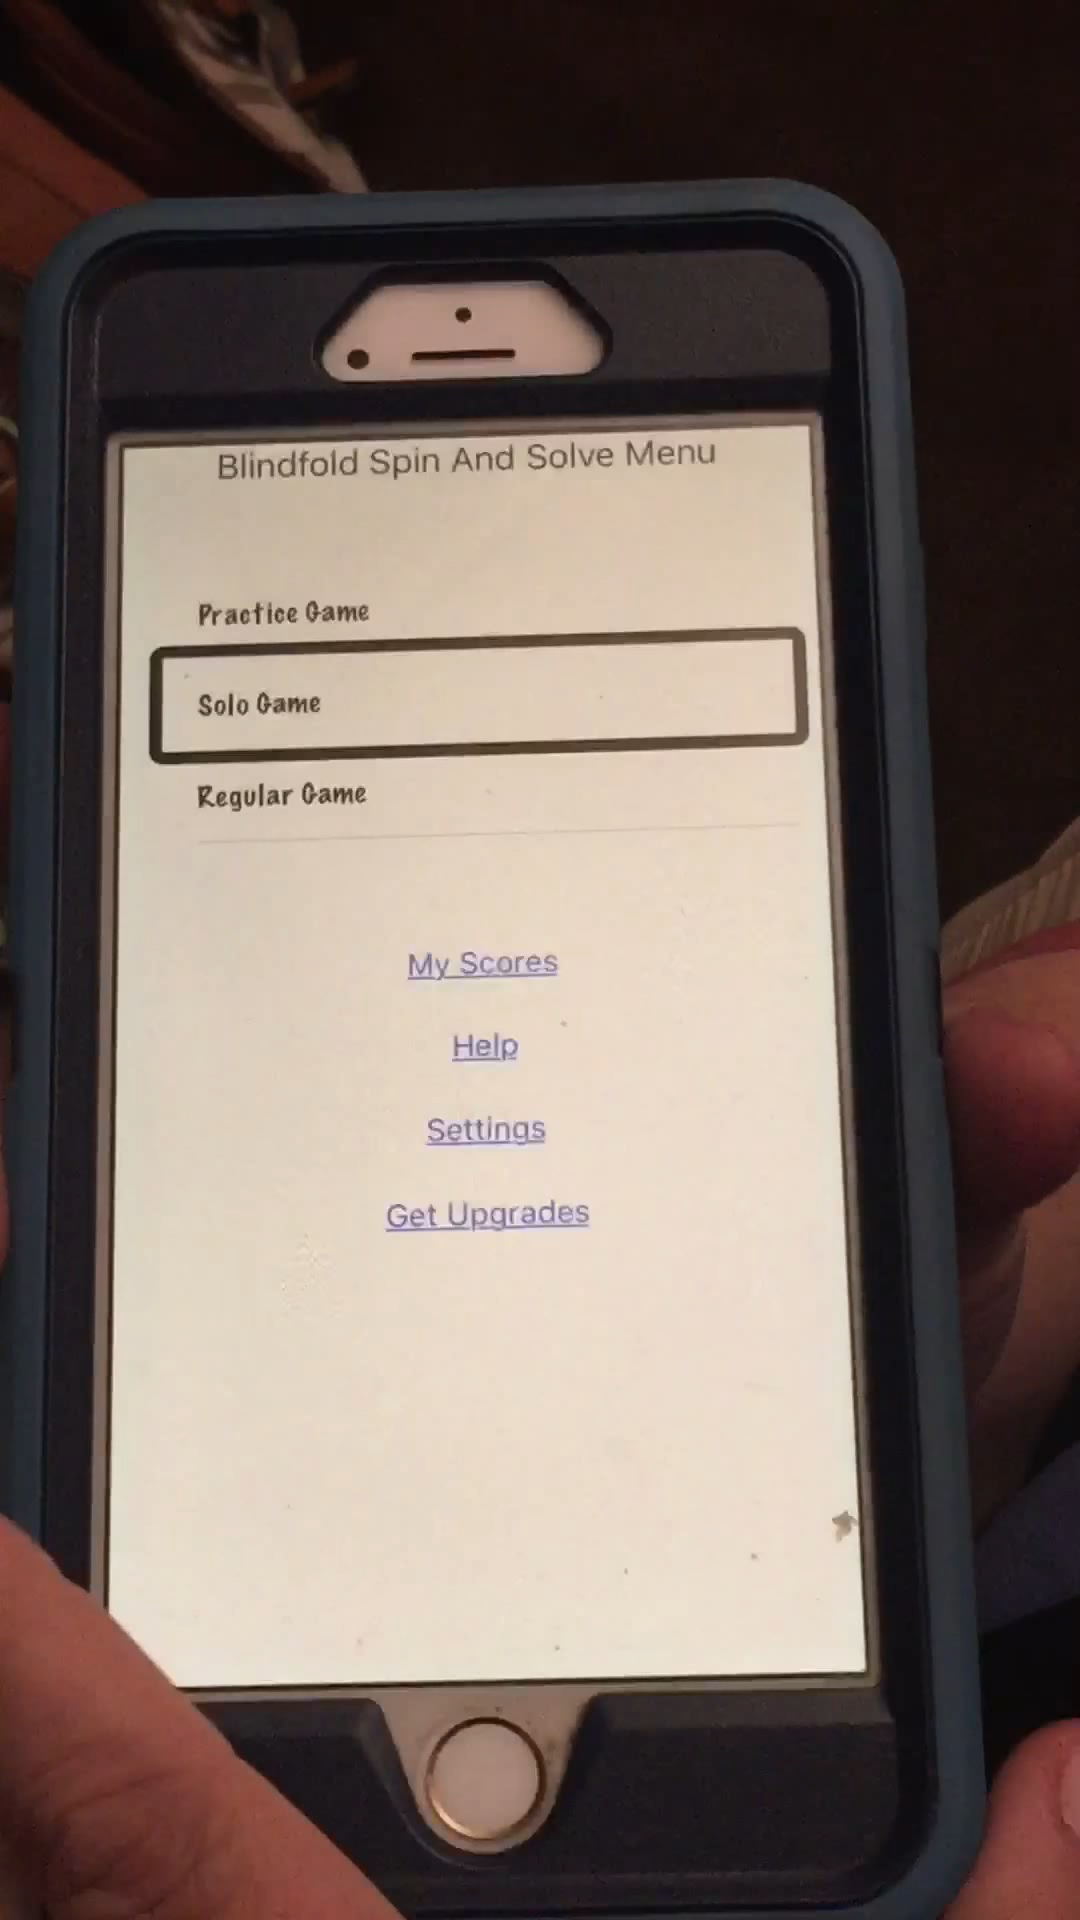 Blindfold Spin And Solve Menu
Practice Game
Solo Game
Regular Game
My Scores
Help
Settings
Get Upgrades